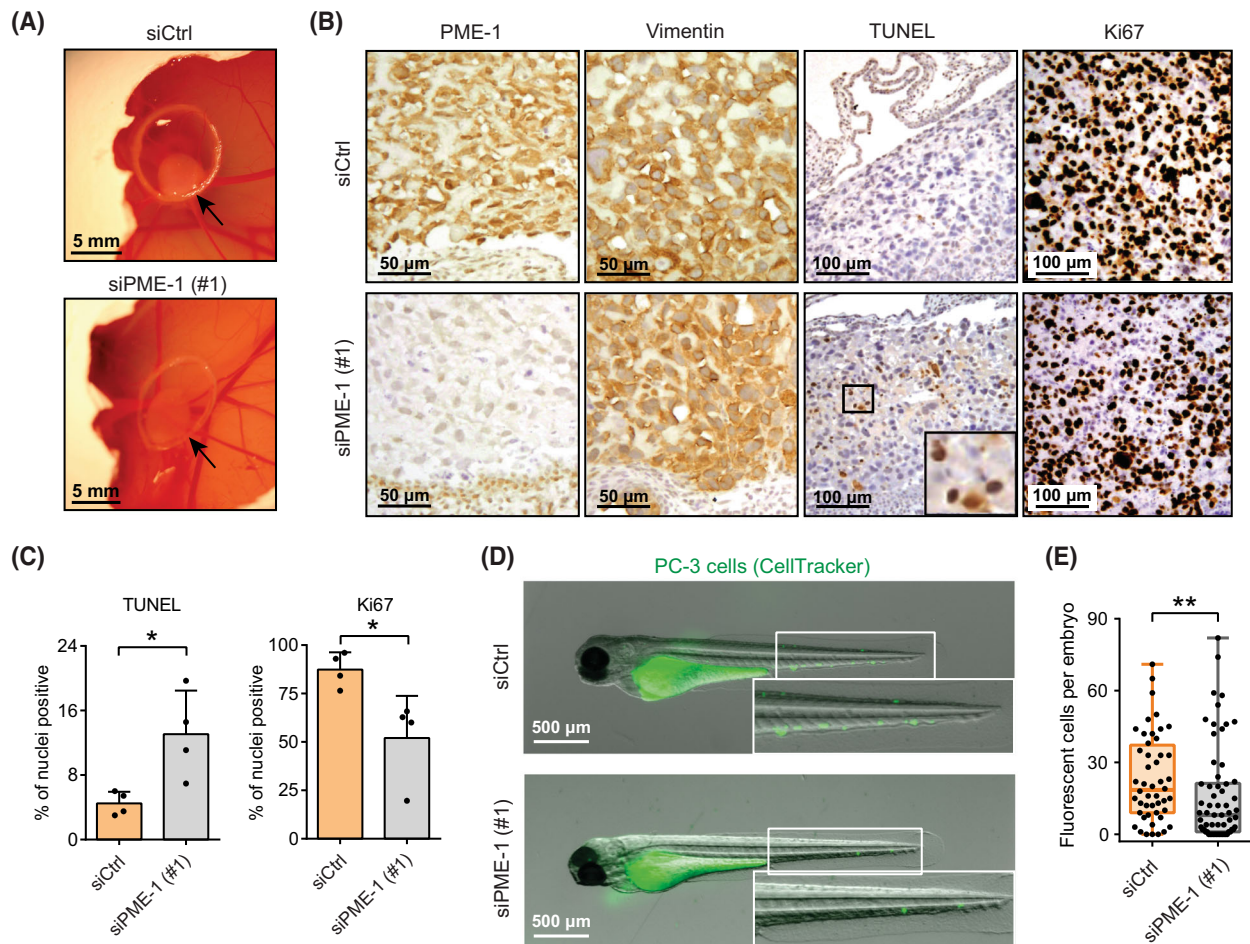 (A)
siCtrl
5 mm
siPME-1 (#1)
5 mm
(B)
PME-1
Vimentin
TUNEL
Ki67
siCtrl
50 µm
50 µm
100 µm
100 µm
siPME-1 (#1)
50 µm
50 µm
100 µm
100 µm
(C)
TUNEL
% of nuclei positive
24
16
8
0
*
siCtrl
siPME-1 (#1)
Ki67
% of nuclei positive
100
75
50
25
0
*
siCtrl
siPME-1 (#1)
(D)
PC-3 cells (CellTracker)
siCtrl
500 µm
siPME-1 (#1)
500 µm
(E)
Fluorescent cells per embryo
90
60
30
0
**
siCtrl
siPME-1 (#1)